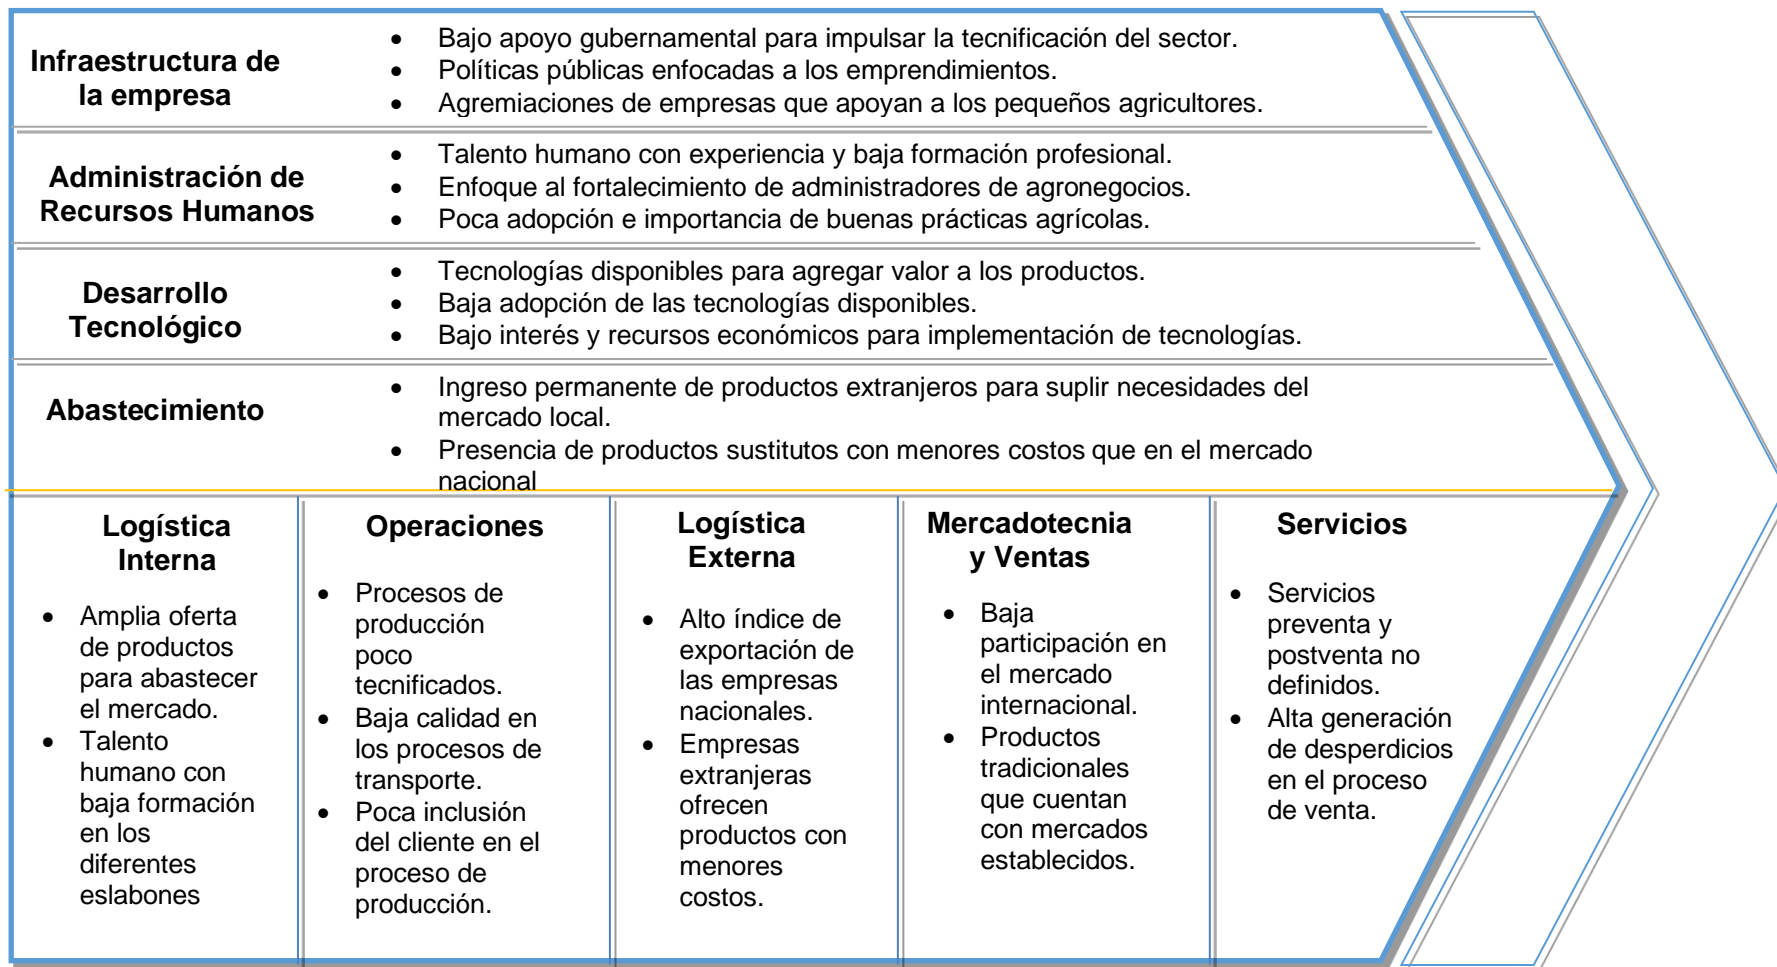 Infraestructura de
la empresa
• Bajo apoyo gubernamental para impulsar la tecnificación del sector.
• Políticas públicas enfocadas a los emprendimientos.
• Agremiaciones de empresas que apoyan a los pequeños agricultores.
Administración de
Recursos Humanos
• Talento humano con experiencia y baja formación profesional.
• Enfoque al fortalecimiento de administradores de agronegocios.
• Poca adopción e importancia de buenas prácticas agrícolas.
Desarrollo
Tecnológico
• Tecnologías disponibles para agregar valor a los productos.
• Baja adopción de las tecnologías disponibles.
• Bajo interés y recursos económicos para implementación de tecnologías.
Abastecimiento
• Ingreso permanente de productos extranjeros para suplir necesidades del
mercado local.
• Presencia de productos sustitutos con menores costos que en el mercado
nacional
Logística
Interna
• Amplia oferta
de productos
para abastecer
el mercado.
• Talento
humano con
baja formación
en los
diferentes
eslabones
Operaciones
• Procesos de
producción
poco
tecnificados.
• Baja calidad en
los procesos de
transporte.
• Poca inclusión
del cliente en el
proceso de
producción.
Logística
Externa
• Alto índice de
exportación de
las empresas
nacionales.
• Empresas
extranjeras
ofrecen
productos con
menores
costos.
Mercadotecnia
y Ventas
• Baja
participación en
el mercado
internacional.
• Productos
tradicionales
que cuentan
con mercados
establecidos.
Servicios
• Servicios
preventa y
postventa no
definidos.
• Alta generación
de desperdicios
en el proceso
de venta.